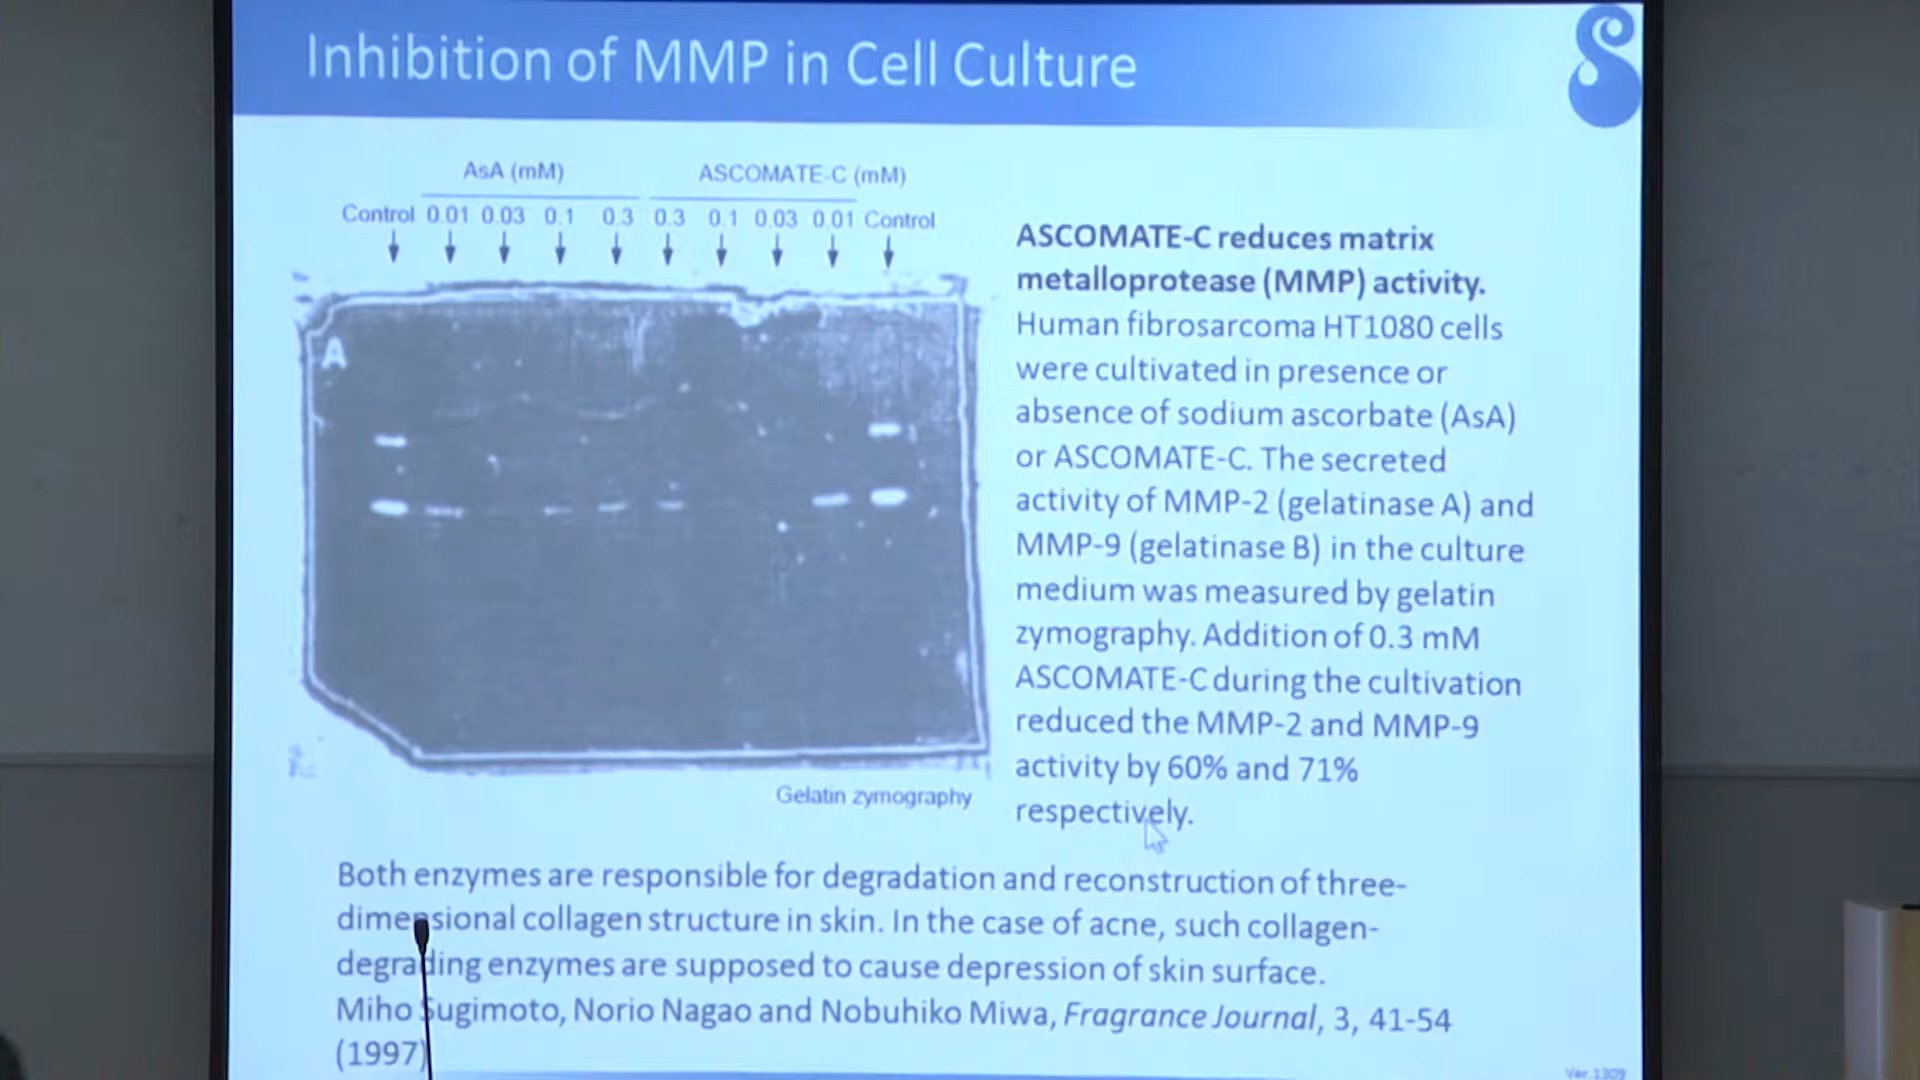 Inhibition of MMP in Cell Culture
AsA (mM)
ASCOMATE-C (mM)
Control 0.01 0.03 0.1 0.3 0.3 0.1 0.03 0.01 Control
A
Gelatin zymography
ASCOMATE-C reduces matrix
metalloprotease (MMP) activity.
Human fibrosarcoma HT1080 cells
were cultivated in presence or
absence of sodium ascorbate (AsA)
or ASCOMATE-C. The secreted
activity of MMP-2 (gelatinase A) and
MMP-9 (gelatinase B) in the culture
medium was measured by gelatin
zymography. Addition of 0.3 mM
ASCOMATE-C during the cultivation
reduced the MMP-2 and MMP-9
activity by 60% and 71%
respectively.
Both enzymes are responsible for degradation and reconstruction of three-
dimensional collagen structure in skin. In the case of acne, such collagen-
degrading enzymes are supposed to cause depression of skin surface.
Miho Sugimoto, Norio Nagao and Nobuhiko Miwa, Fragrance Journal, 3, 41-54
(1997)
Ver.1309